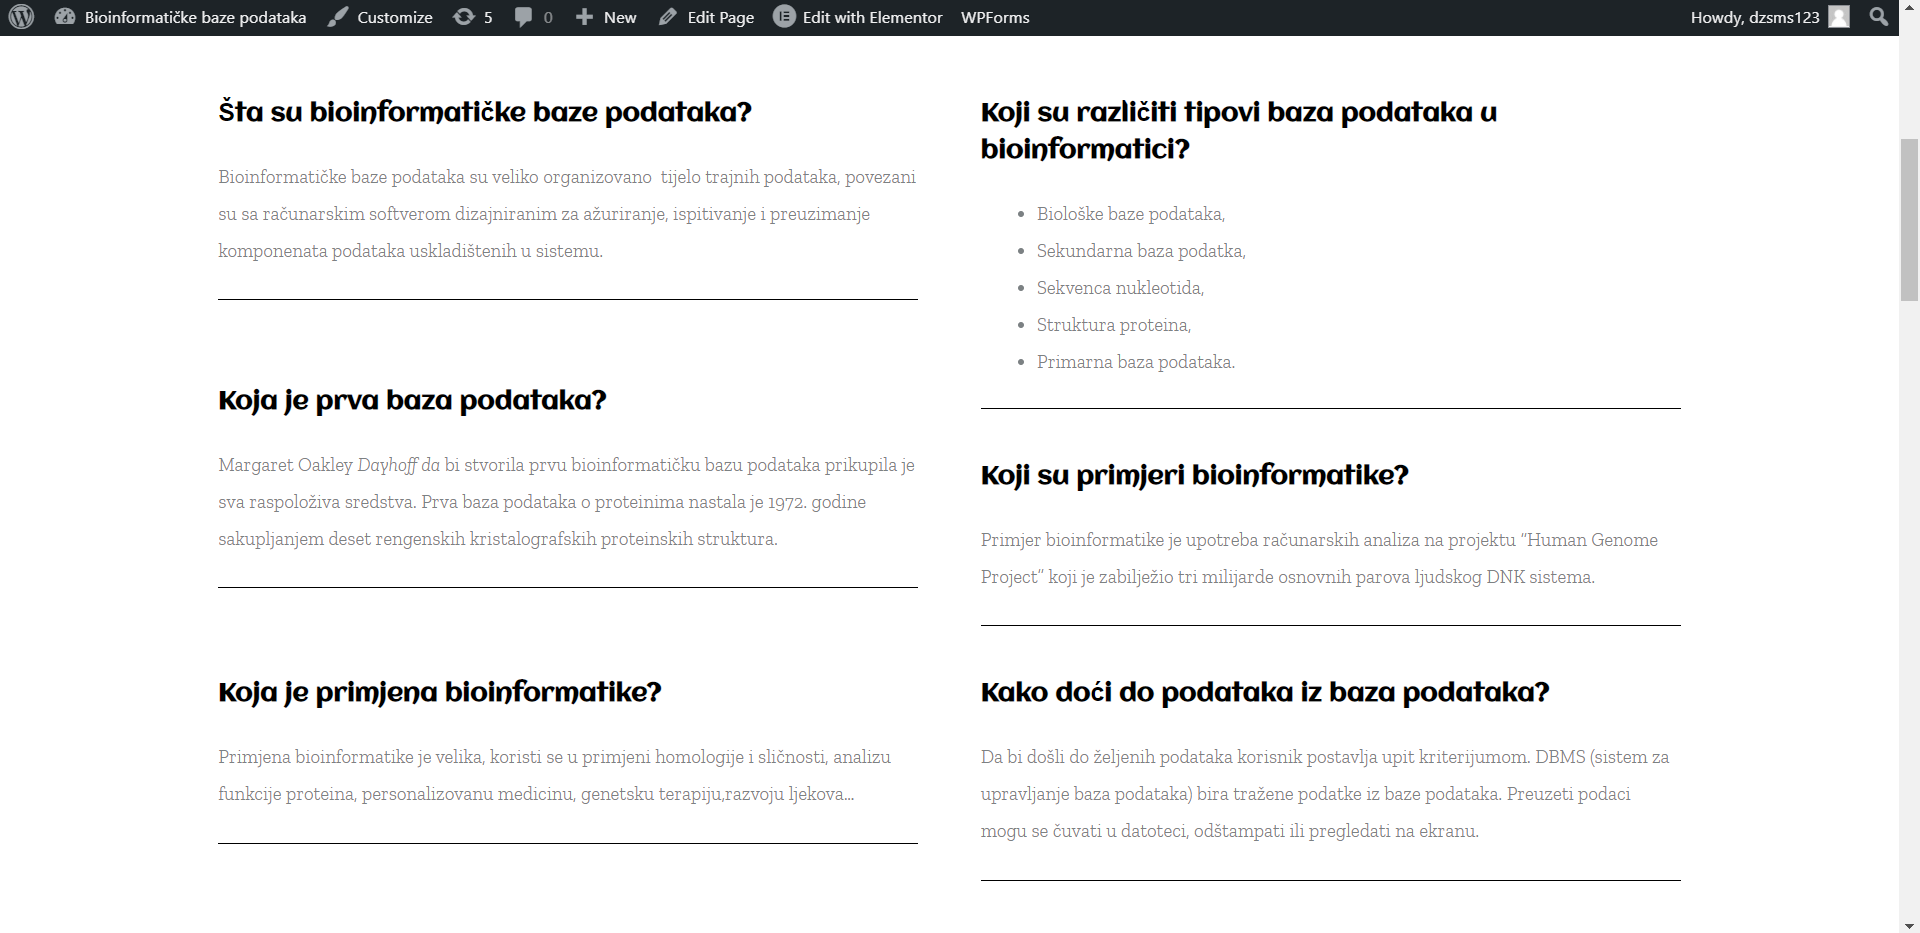 Bioinformatičke baze podataka Customize 5 0 New Edit Page Edit with Elementor WPForms Howdy, dzsms123
Šta su bioinformatičke baze podataka?
Bioinformatičke baze podataka su veliko organizovano  tijelo trajnih podataka, povezani
su sa računarskim softverom dizajniranim za ažuriranje, ispitivanje i preuzimanje
komponenata podataka uskladištenih u sistemu.
Koja je prva baza podataka?
Margaret Oakley Dayhoff da bi stvorila prvu bioinformatičku bazu podataka prikupila je
sva raspoloživa sredstva. Prva baza podataka o proteinima nastala je 1972. godine
sakupljanjem deset rengenskih kristalografskih proteinskih struktura.
Koja je primjena bioinformatike?
Primjena bioinformatike je velika, koristi se u primjeni homologije i sličnosti, analizu
funkcije proteina, personalizovanu medicinu, genetsku terapiju,razvoju ljekova...
Koji su različiti tipovi baza podataka u
bioinformatici?
• Biološke baze podataka,
• Sekundarna baza podatka,
• Sekvenca nukleotida,
• Struktura proteina,
• Primarna baza podataka.
Koji su primjeri bioinformatike?
Primjer bioinformatike je upotreba računarskih analiza na projektu “Human Genome
Project” koji je zabilježio tri milijarde osnovnih parova ljudskog DNK sistema.
Kako doći do podataka iz baza podataka?
Da bi došli do željenih podataka korisnik postavlja upit kriterijumom. DBMS (sistem za
upravljanje baza podataka) bira tražene podatke iz baze podataka. Preuzeti podaci
mogu se čuvati u datoteci, odštampati ili pregledati na ekranu.